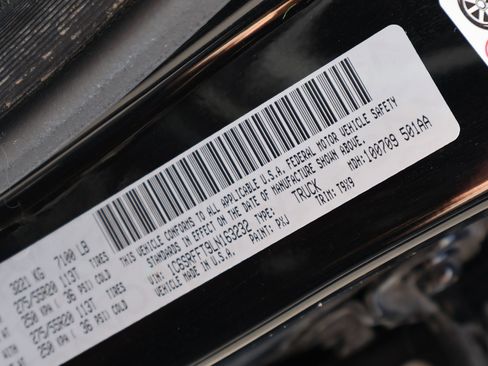 THIS VEHICLE CONFORMS TO ALL APPLICABLE U.S.A. FEDERAL MOTOR VEHICLE SAFETY
STANDARDS IN EFFECT ON THE DATE OF MANUFACTURE SHOWN ABOVE.
MDH: 100709 501AA
VIN: 1C6SRFFT9LN163232 TYPE: TRUCK
VEHICLE MADE IN U.S.A. PAINT: PXJ TRIM: T9X9
3221 KG 7100 LB
275/55R20 113T TIRES
250 KPA / 36 PSI COLD
275/55R20 113T TIRES
250 KPA / 36 PSI COLD